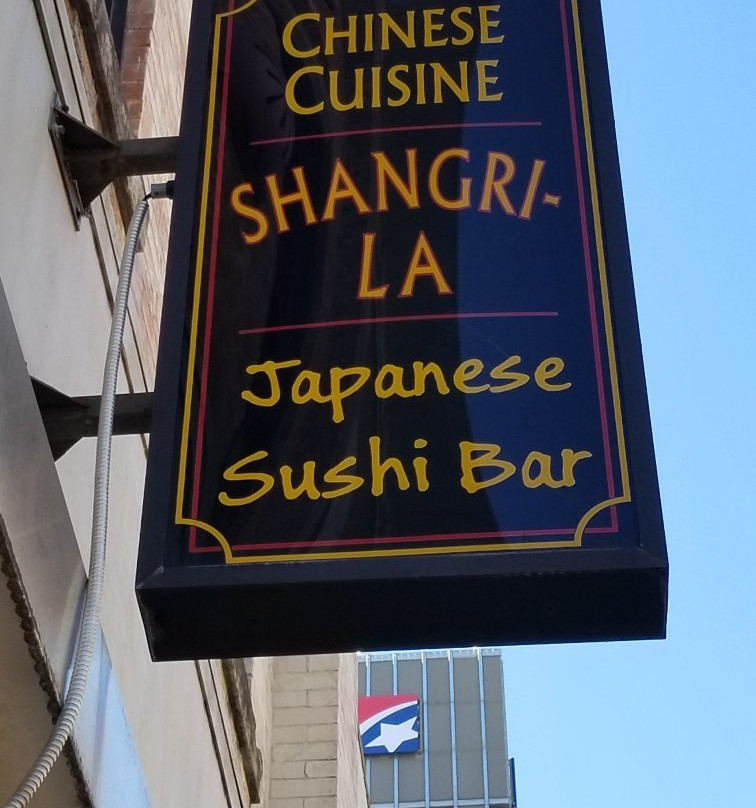 CHINESE
CUISINE
SHANGRI-
LA
Japanese
Sushi Bar